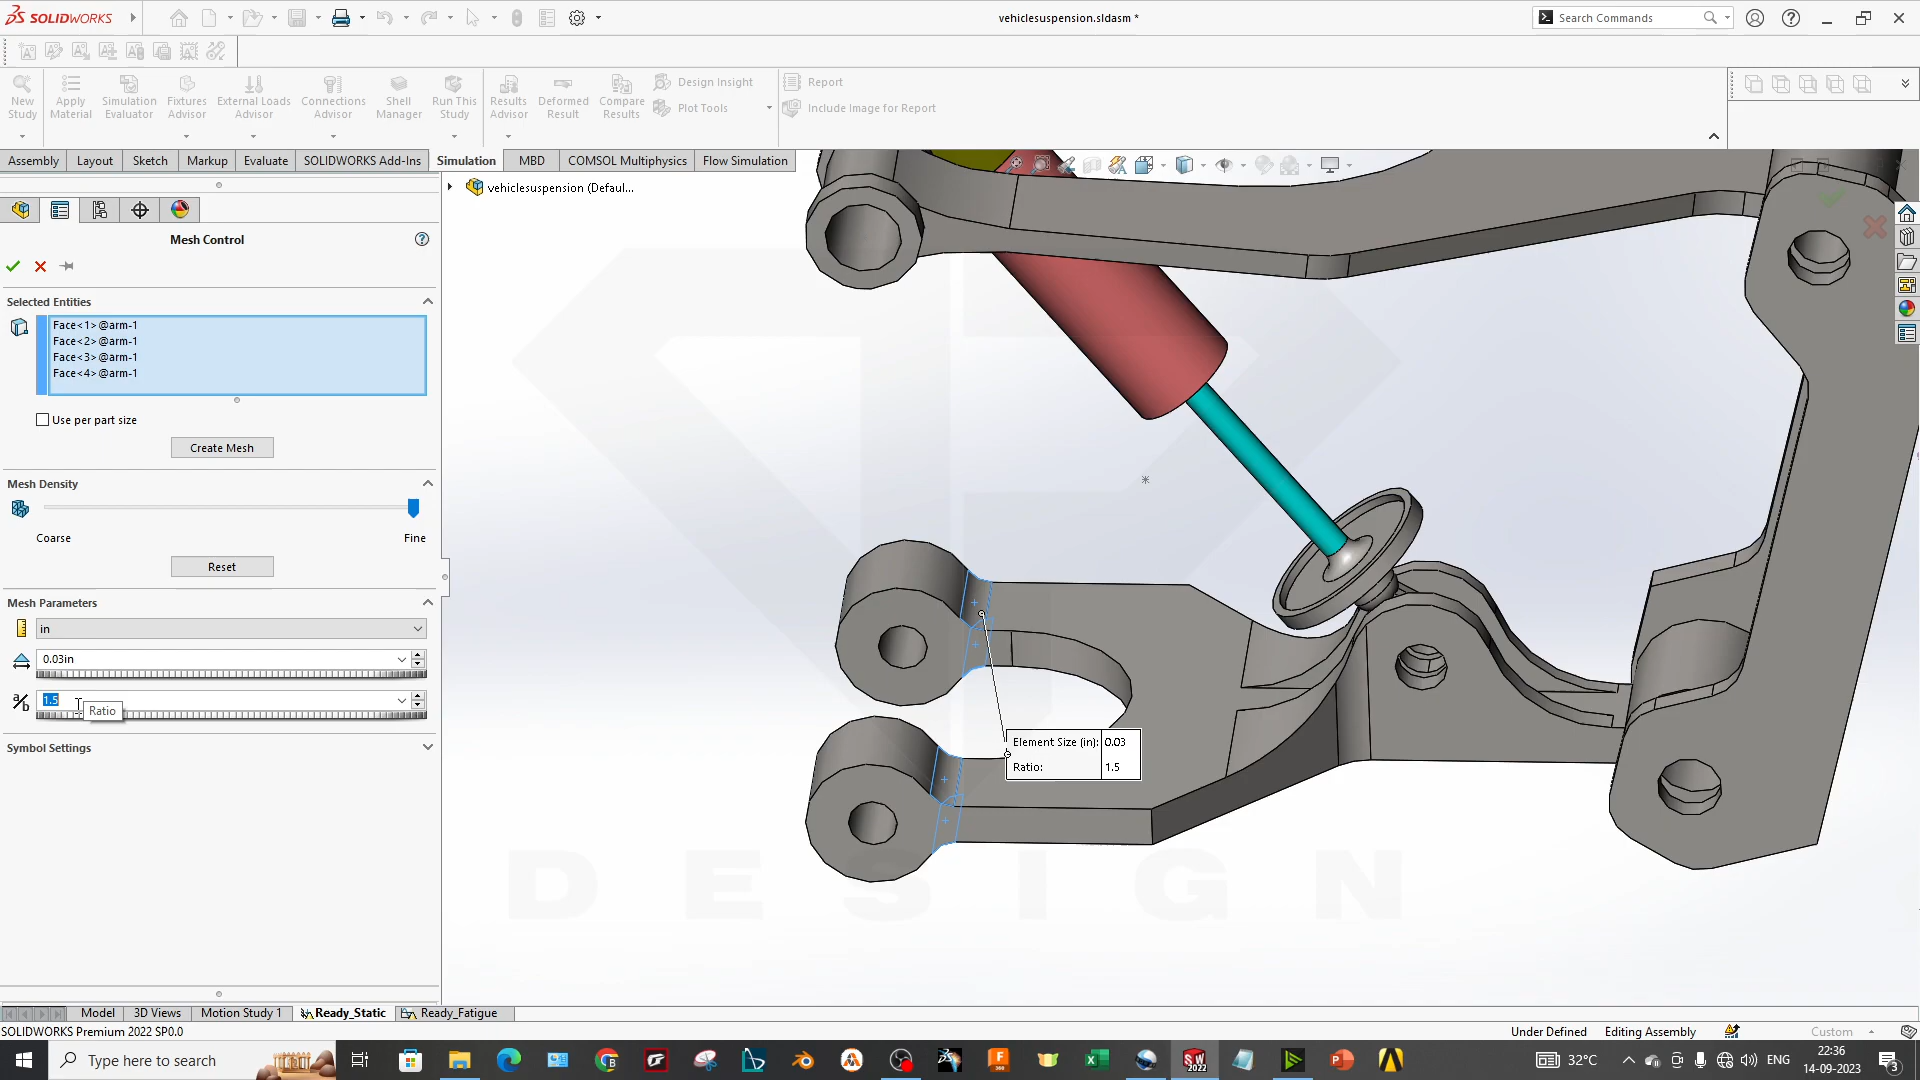 SOLIDWORKS
vehiclesuspension.sldasm *
Search Commands
New Study
Apply Material
Simulation Evaluator
Fixtures Advisor
External Loads Advisor
Connections Advisor
Shell Manager
Run This Study
Results Advisor
Deformed Result
Compare Results
Design Insight
Plot Tools
Report
Include Image for Report
Assembly
Layout
Sketch
Markup
Evaluate
SOLIDWORKS Add-Ins
Simulation
MBD
COMSOL Multiphysics
Flow Simulation
vehiclesuspension (Defaul...
Mesh Control
Selected Entities
Face<1>@arm-1
Face<2>@arm-1
Face<3>@arm-1
Face<4>@arm-1
Use per part size
Create Mesh
Mesh Density
Coarse
Fine
Reset
Mesh Parameters
in
0.03in
a/b
1.5
Ratio
Symbol Settings
Element Size (in): 0.03
Ratio: 1.5
DESIGN
Model
3D Views
Motion Study 1
Ready_Static
Ready_Fatigue
SOLIDWORKS Premium 2022 SP0.0
Under Defined
Editing Assembly
Custom
Type here to search
SW 2022
32°C
ENG
22:36
14-09-2023
3